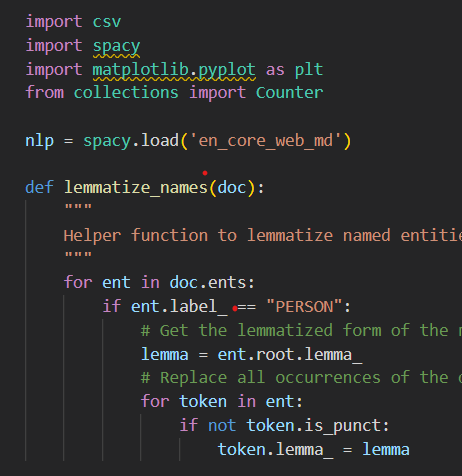 import csv
import spacy
import matplotlib.pyplot as plt
from collections import Counter
nlp = spacy.load('en_core_web_md')
def lemmatize_names(doc):
"""
Helper function to lemmatize named
"""
for ent in doc.ents:
if ent.label_ == "PERSON":
# Get the lemmatized form of the
lemma = ent.root.lemma_
# Replace all occurrences of the
for token in ent:
if not token.is_punct:
token.lemma_ = lemma